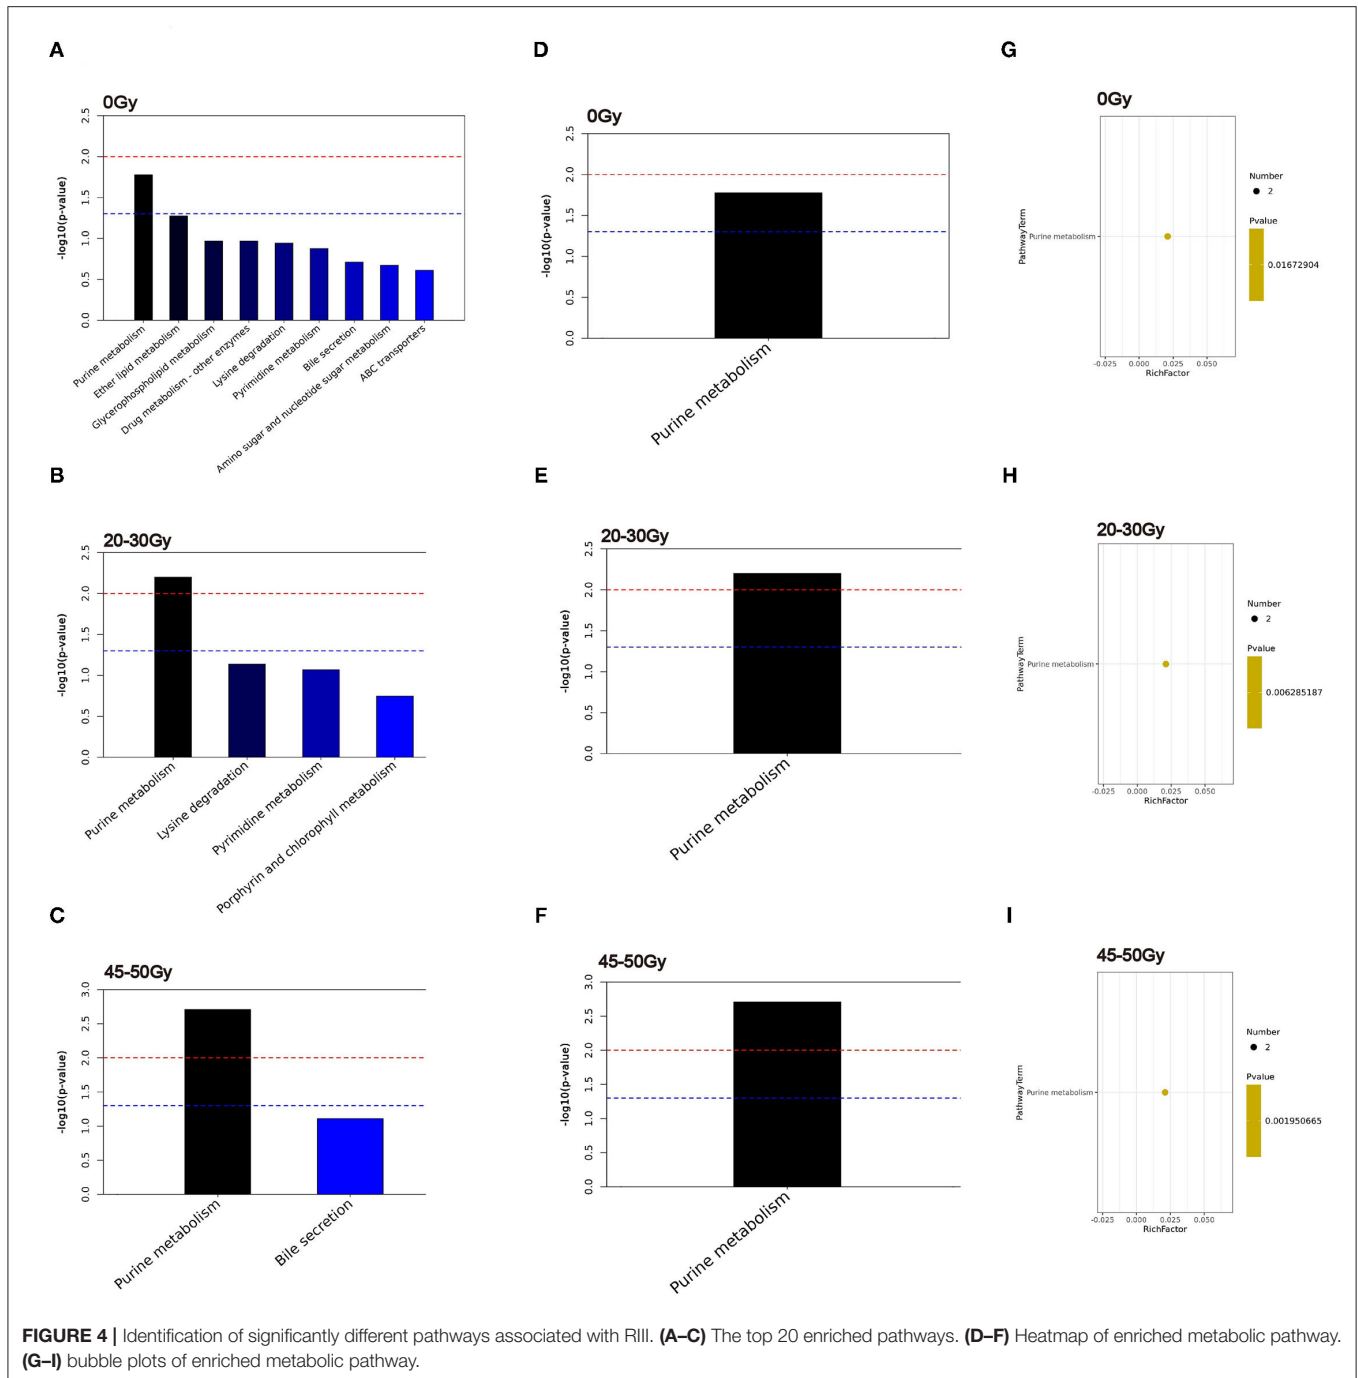 A
0Gy
-log10(p-value)
2.5
2.0
1.5
1.0
0.5
0.0
Purine metabolism
Ether lipid metabolism
Glycerophospholipid metabolism
Drug metabolism - other enzymes
Lysine degradation
Pyrimidine metabolism
Bile secretion
Amino sugar and nucleotide sugar metabolism
ABC transporters
D
0Gy
-log10(p-value)
2.5
2.0
1.5
1.0
0.5
0.0
Purine metabolism
G
0Gy
PathwayTerm
Purine metabolism
-0.025 0.000 0.025 0.050
RichFactor
Number
2
Pvalue
0.01672904
B
20-30Gy
-log10(p-value)
2.5
2.0
1.5
1.0
0.5
0.0
Purine metabolism
Lysine degradation
Pyrimidine metabolism
Porphyrin and chlorophyll metabolism
E
20-30Gy
-log10(p-value)
2.5
2.0
1.5
1.0
0.5
0.0
Purine metabolism
H
20-30Gy
PathwayTerm
Purine metabolism
-0.025 0.000 0.025 0.050
RichFactor
Number
2
Pvalue
0.006285187
C
45-50Gy
-log10(p-value)
3.0
2.5
2.0
1.5
1.0
0.5
0.0
Purine metabolism
Bile secretion
F
45-50Gy
-log10(p-value)
3.0
2.5
2.0
1.5
1.0
0.5
0.0
Purine metabolism
I
45-50Gy
PathwayTerm
Purine metabolism
-0.025 0.000 0.025 0.050
RichFactor
Number
2
Pvalue
0.001950665
FIGURE 4 | Identification of significantly different pathways associated with RIII. (A–C) The top 20 enriched pathways. (D–F) Heatmap of enriched metabolic pathway.
(G–I) bubble plots of enriched metabolic pathway.